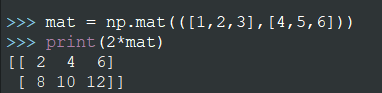 >>> mat = np.mat(([1,2,3],[4,5,6]))
>>> print(2*mat)
[[ 2  4  6]
 [ 8 10 12]]